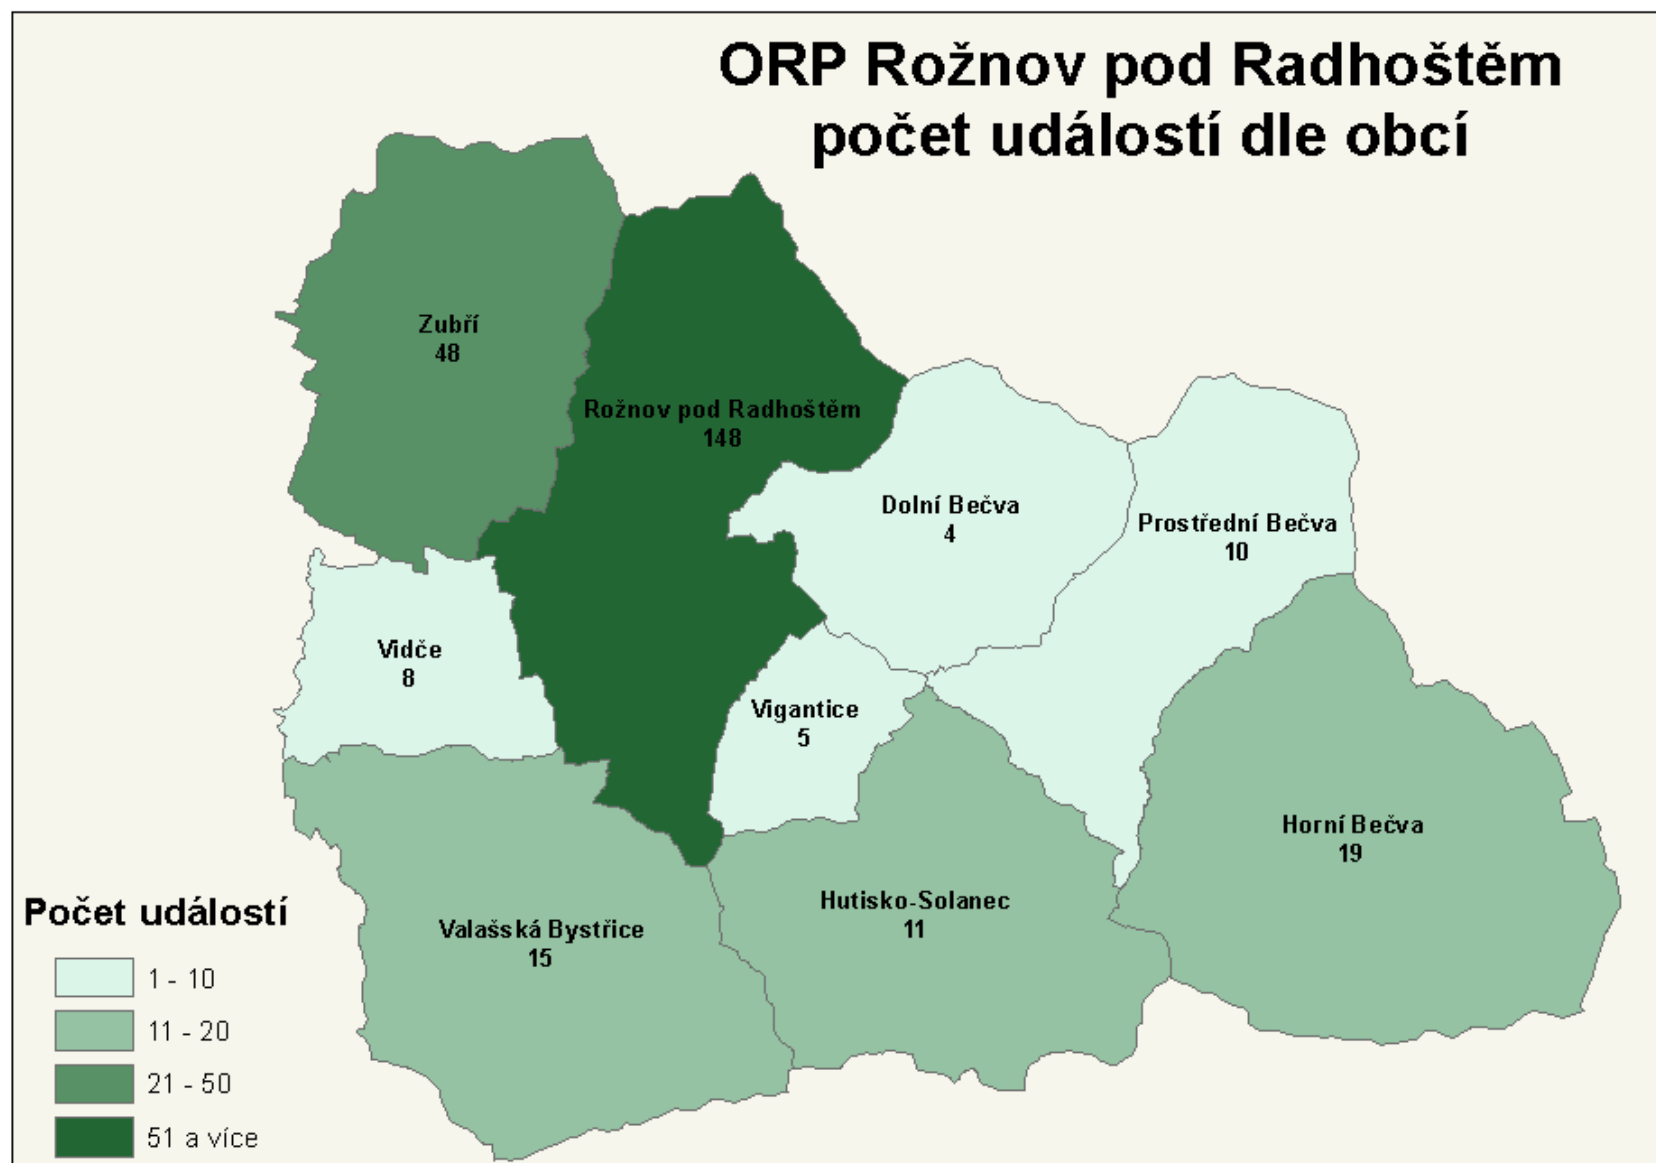 ORP Rožnov pod Radhoštěm
počet událostí dle obcí
Zubří
48
Rožnov pod Radhoštěm
148
Dolní Bečva
4
Prostřední Bečva
10
Vidče
8
Vigantice
5
Horní Bečva
19
Hutisko-Solanec
11
Valašská Bystřice
15
Počet událostí
1 - 10
11 - 20
21 - 50
51 a více